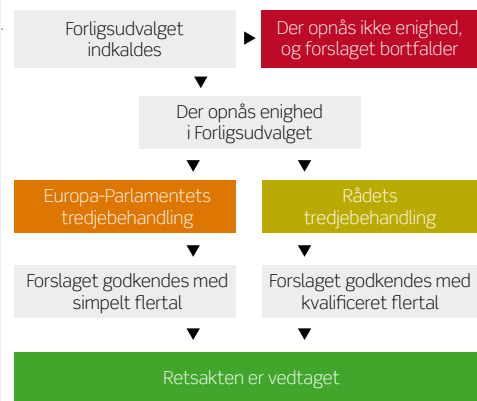 Forligsudvalget
indkaldes
Der opnås ikke enighed,
og forslaget bortfalder
Der opnås enighed
i Forligsudvalget
Europa-Parlamentets
tredjebehandling
Rådets
tredjebehandling
Forslaget godkendes med
simpelt flertal
Forslaget godkendes med
kvalificeret flertal
Retsakten er vedtaget